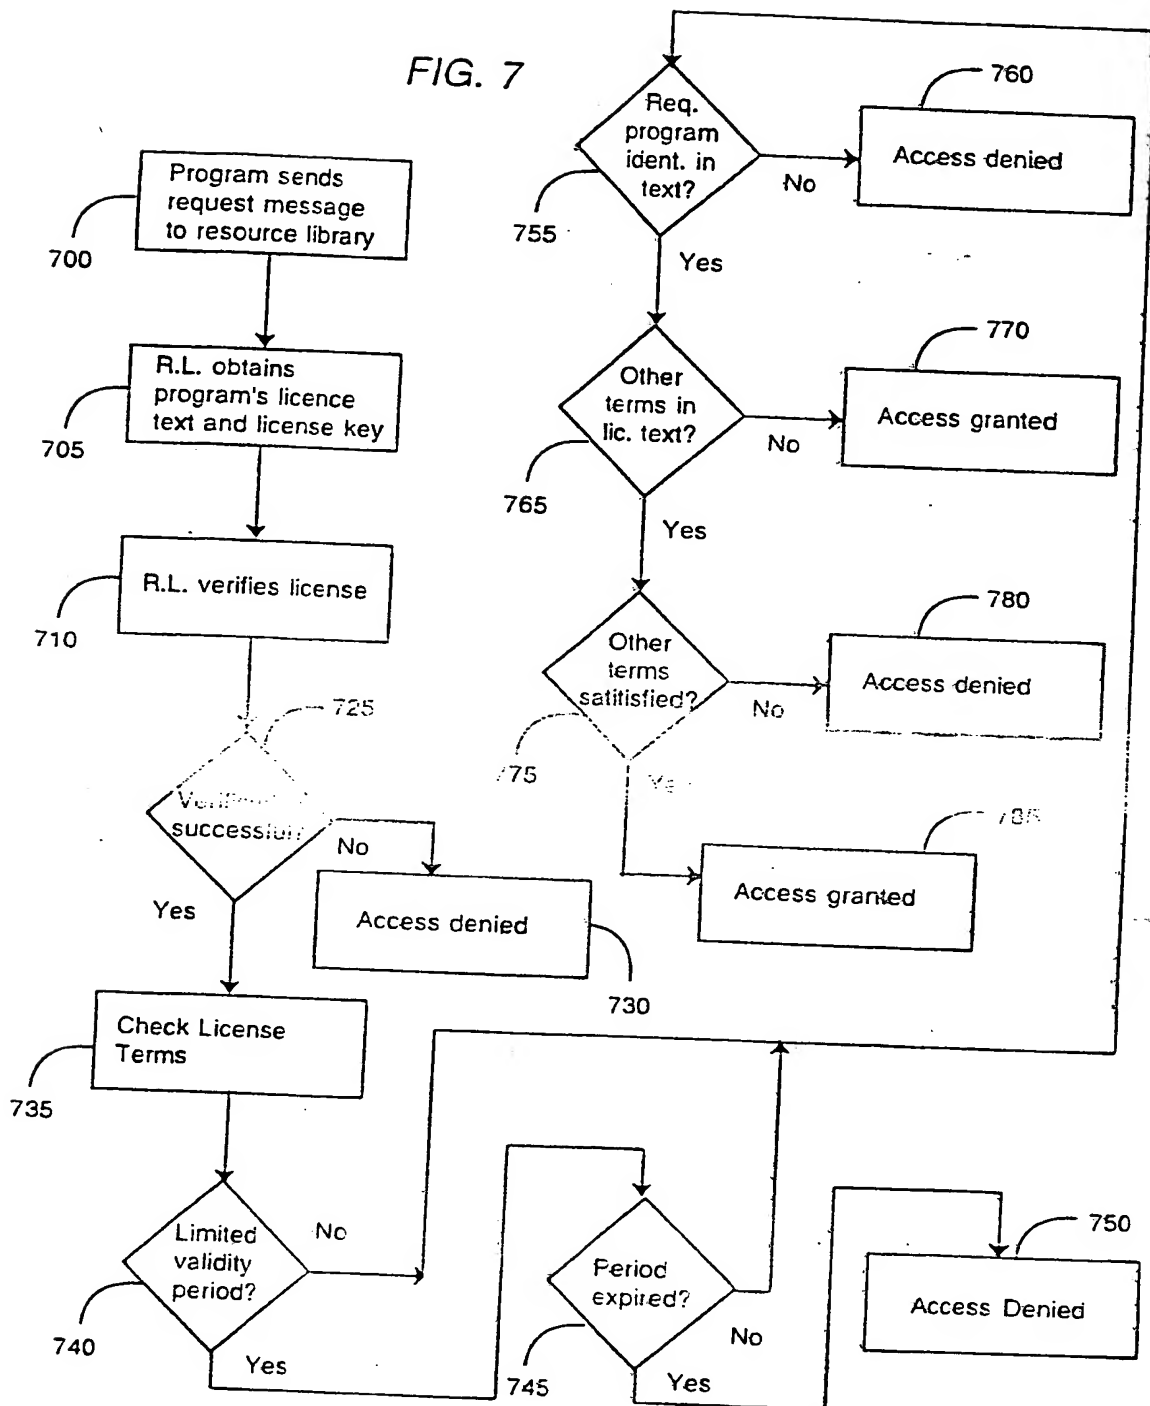 FIG. 7
Program sends
request message
to resource library
700
R.L. obtains
program's licence
text and license key
705
R.L. verifies license
710
725
successful?
No
Yes
Access denied
730
Check License
Terms
735
Limited
validity
period?
No
740
Yes
Period
expired?
No
745
Yes
750
Access Denied
Req.
program
ident. in
text?
No
755
Yes
760
Access denied
Other
terms in
lic. text?
No
765
Yes
770
Access granted
Other
terms
satitisfied?
No
775
780
Access denied
785
Access granted